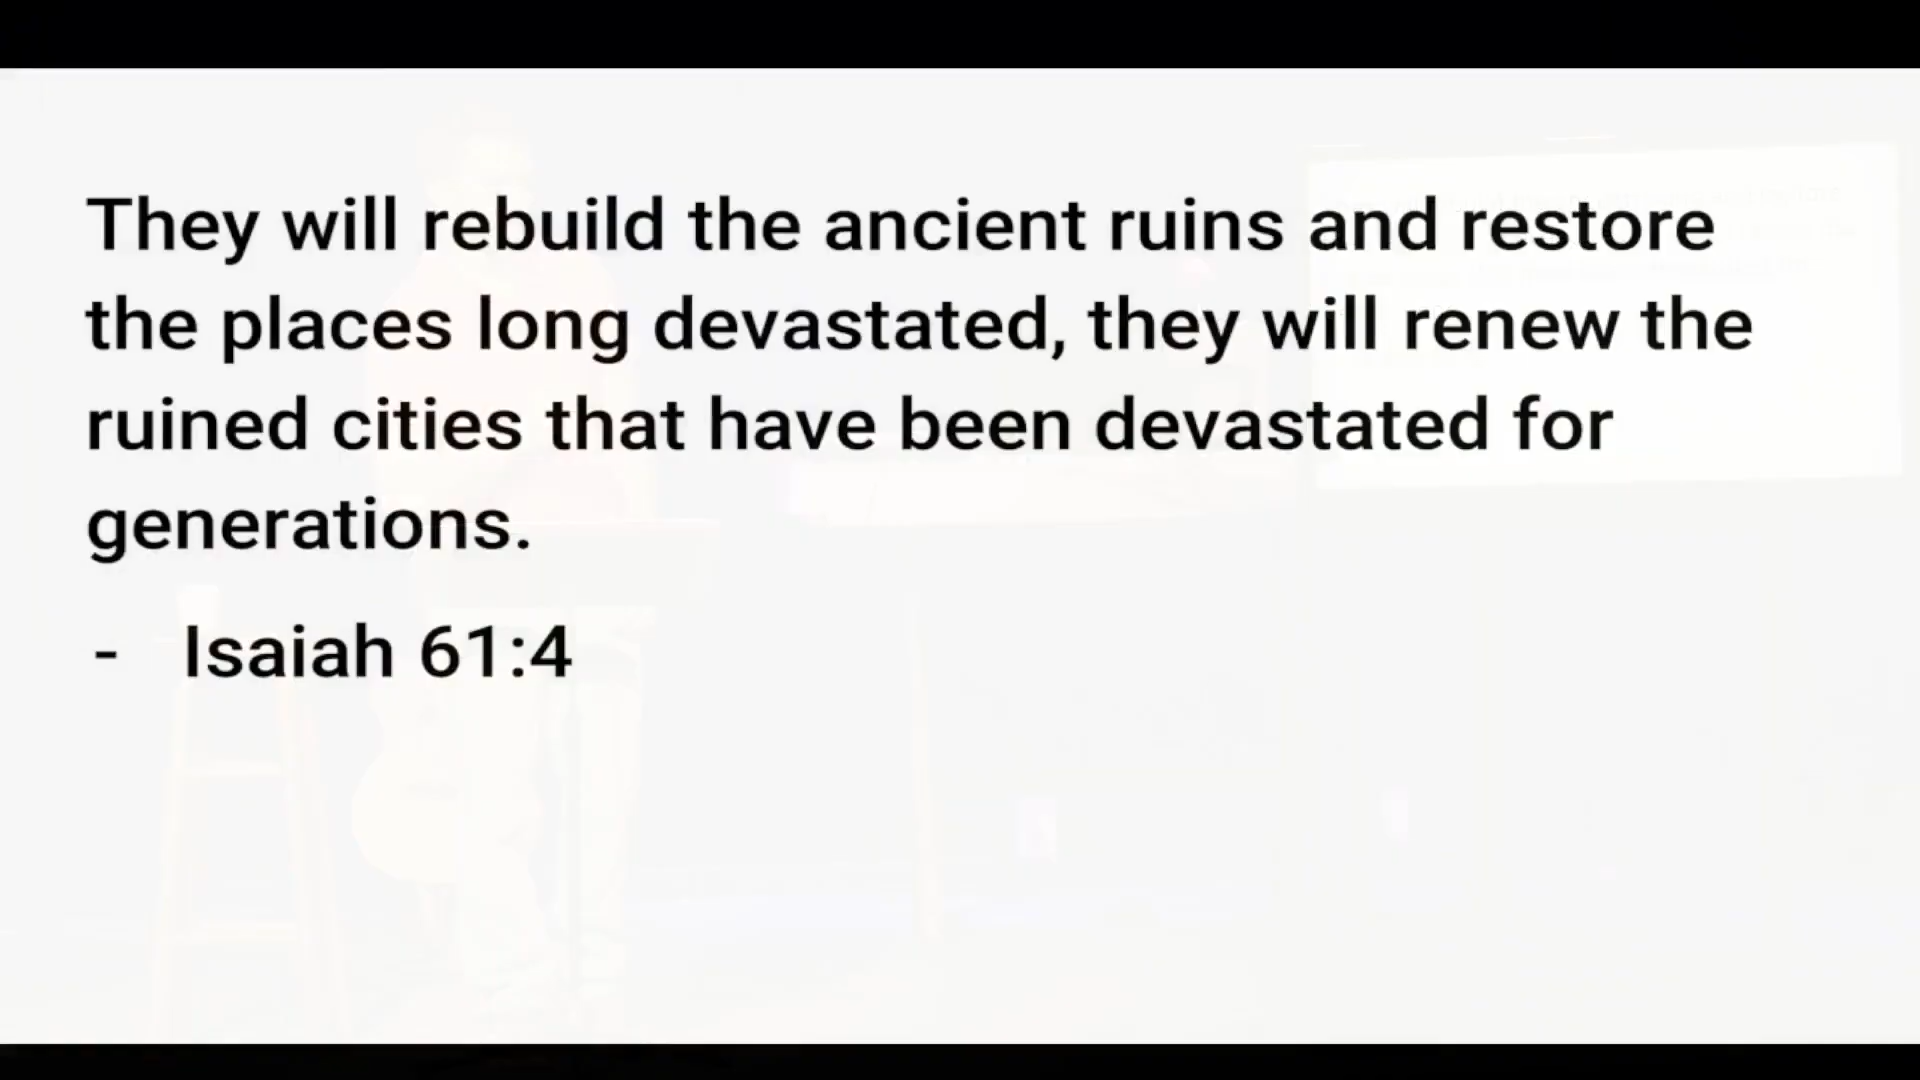 They will rebuild the ancient ruins and restore
the places long devastated, they will renew the
ruined cities that have been devastated for
generations.
- Isaiah 61:4